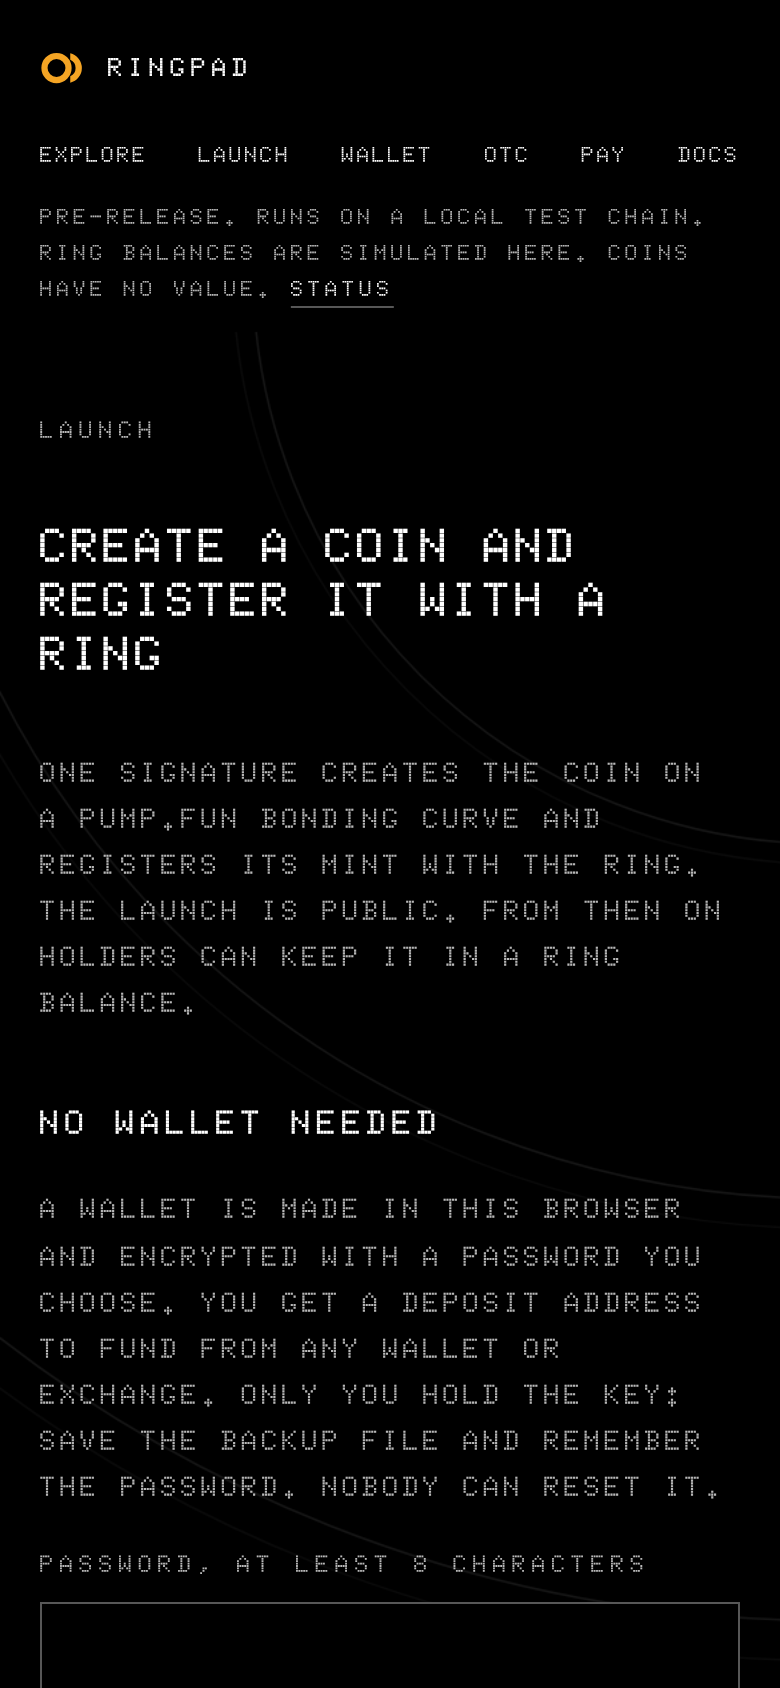 RINGPAD
EXPLORE LAUNCH WALLET OTC PAY DOCS
PRE-RELEASE. RUNS ON A LOCAL TEST CHAIN.
RING BALANCES ARE SIMULATED HERE. COINS
HAVE NO VALUE. STATUS
LAUNCH
CREATE A COIN AND
REGISTER IT WITH A
RING
ONE SIGNATURE CREATES THE COIN ON
A PUMP.FUN BONDING CURVE AND
REGISTERS ITS MINT WITH THE RING.
THE LAUNCH IS PUBLIC. FROM THEN ON
HOLDERS CAN KEEP IT IN A RING
BALANCE.
NO WALLET NEEDED
A WALLET IS MADE IN THIS BROWSER
AND ENCRYPTED WITH A PASSWORD YOU
CHOOSE. YOU GET A DEPOSIT ADDRESS
TO FUND FROM ANY WALLET OR
EXCHANGE. ONLY YOU HOLD THE KEY:
SAVE THE BACKUP FILE AND REMEMBER
THE PASSWORD. NOBODY CAN RESET IT.
PASSWORD, AT LEAST 8 CHARACTERS